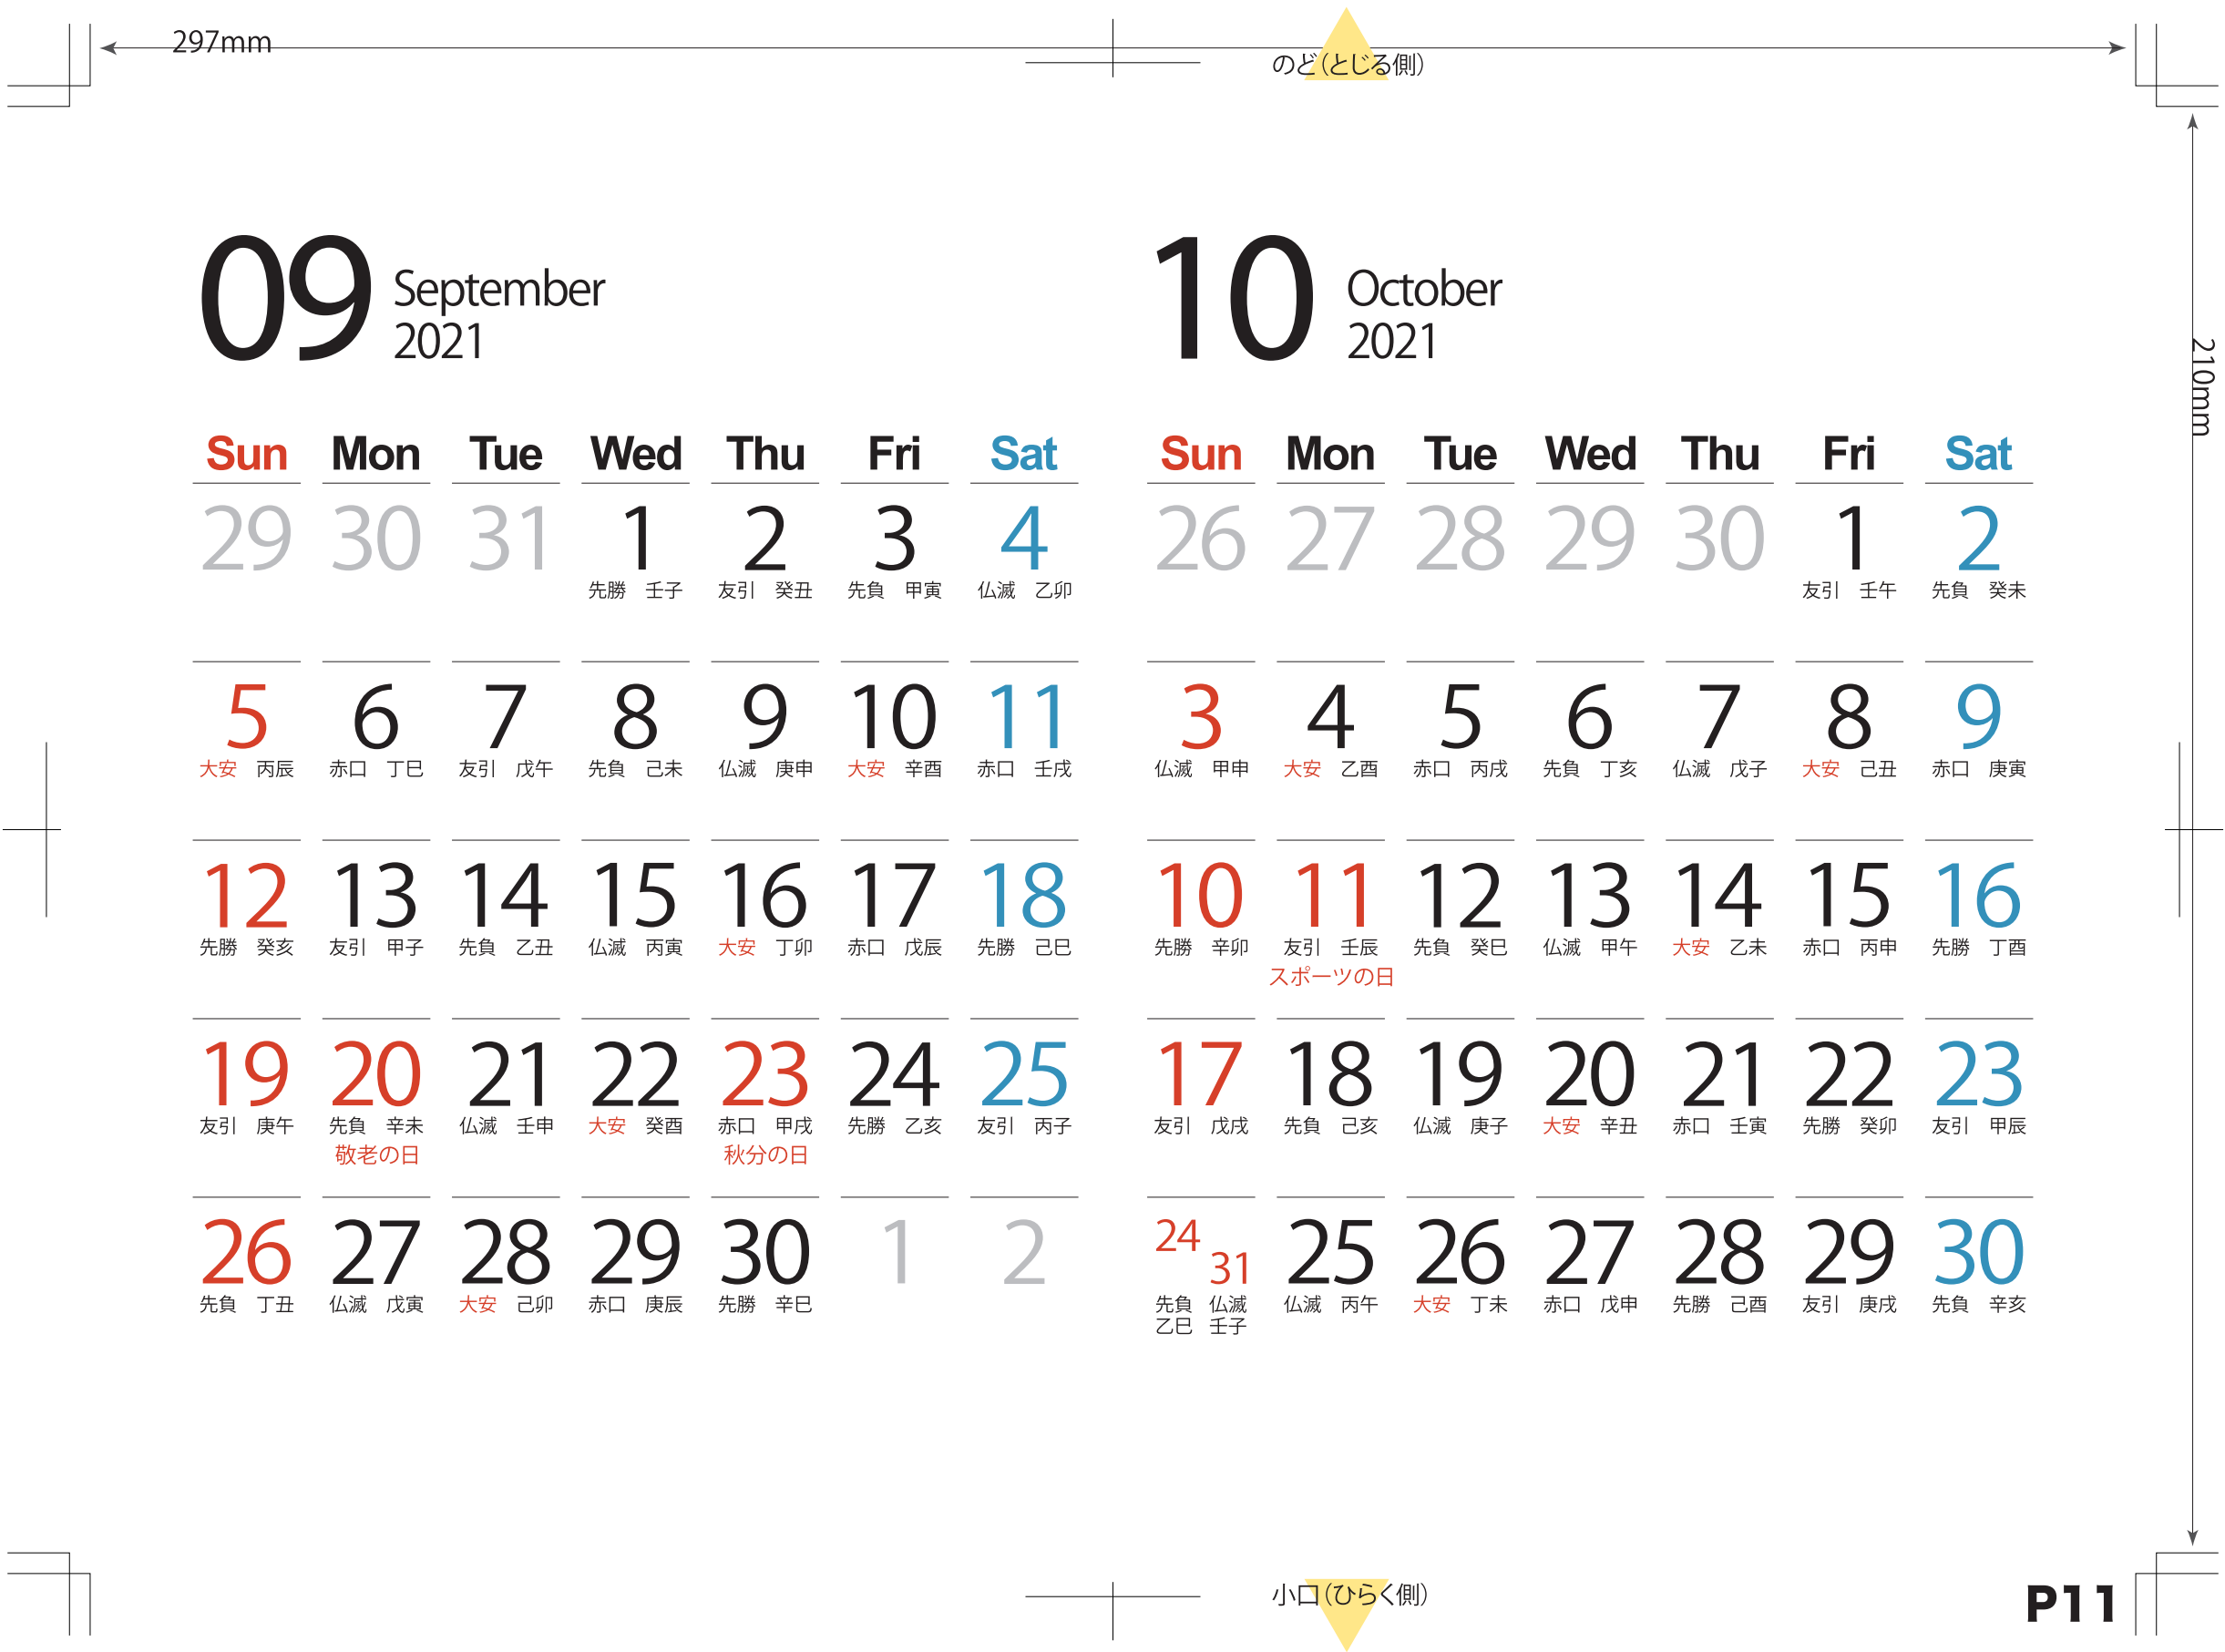 297mm
のど（とじる側）
210mm
09 September
2021
Sun Mon Tue Wed Thu Fri Sat
29 30 31 1 2 3 4
先勝 壬子 友引 癸丑 先負 甲寅 仏滅 乙卯
5 6 7 8 9 10 11
大安 丙辰 赤口 丁巳 友引 戊午 先負 己未 仏滅 庚申 大安 辛酉 赤口 壬戌
12 13 14 15 16 17 18
先勝 癸亥 友引 甲子 先負 乙丑 仏滅 丙寅 大安 丁卯 赤口 戊辰 先勝 己巳
19 20 21 22 23 24 25
友引 庚午 先負 辛未 仏滅 壬申 大安 癸酉 赤口 甲戌 先勝 乙亥 友引 丙子
敬老の日 秋分の日
26 27 28 29 30 1 2
先負 丁丑 仏滅 戊寅 大安 己卯 赤口 庚辰 先勝 辛巳
10 October
2021
Sun Mon Tue Wed Thu Fri Sat
26 27 28 29 30 1 2
友引 壬午 先負 癸未
3 4 5 6 7 8 9
仏滅 甲申 大安 乙酉 赤口 丙戌 先負 丁亥 仏滅 戊子 大安 己丑 赤口 庚寅
10 11 12 13 14 15 16
先勝 辛卯 友引 壬辰 先負 癸巳 仏滅 甲午 大安 乙未 赤口 丙申 先勝 丁酉
スポーツの日
17 18 19 20 21 22 23
友引 戊戌 先負 己亥 仏滅 庚子 大安 辛丑 赤口 壬寅 先勝 癸卯 友引 甲辰
24 31 25 26 27 28 29 30
先負 仏滅 仏滅 丙午 大安 丁未 赤口 戊申 先勝 己酉 友引 庚戌 先負 辛亥
乙巳 壬子
小口（ひらく側）
P11